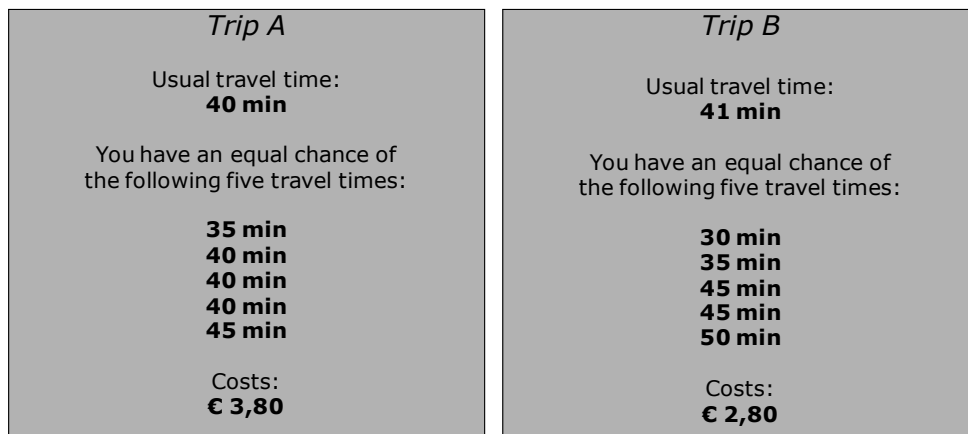 Trip A
Usual travel time:
40 min
You have an equal chance of
the following five travel times:
35 min
40 min
40 min
40 min
45 min
Costs:
€ 3,80
Trip B
Usual travel time:
41 min
You have an equal chance of
the following five travel times:
30 min
35 min
45 min
45 min
50 min
Costs:
€ 2,80